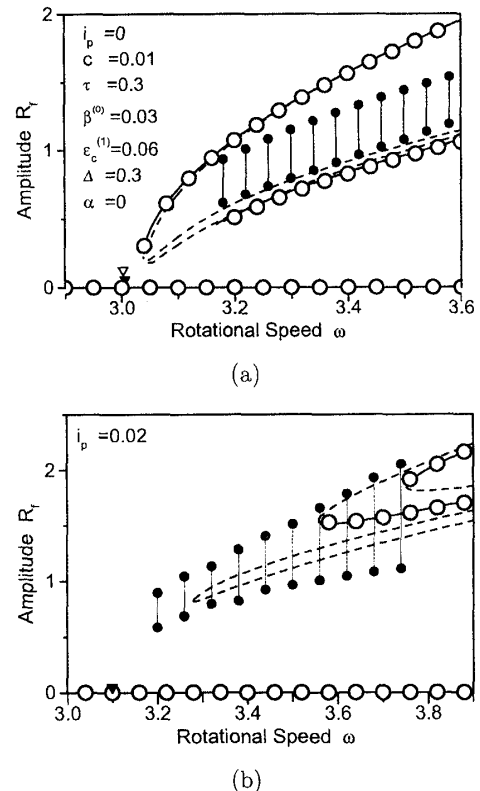 2
1
0
Amplitude R_f
i_p =0
c =0.01
τ =0.3
β^(0) =0.03
ε_c^(1) =0.06
Δ =0.3
α =0
3.0 3.2 3.4 3.6
Rotational Speed ω
(a)
2
1
0
Amplitude R_f
i_p =0.02
3.0 3.2 3.4 3.6 3.8
Rotational Speed ω
(b)